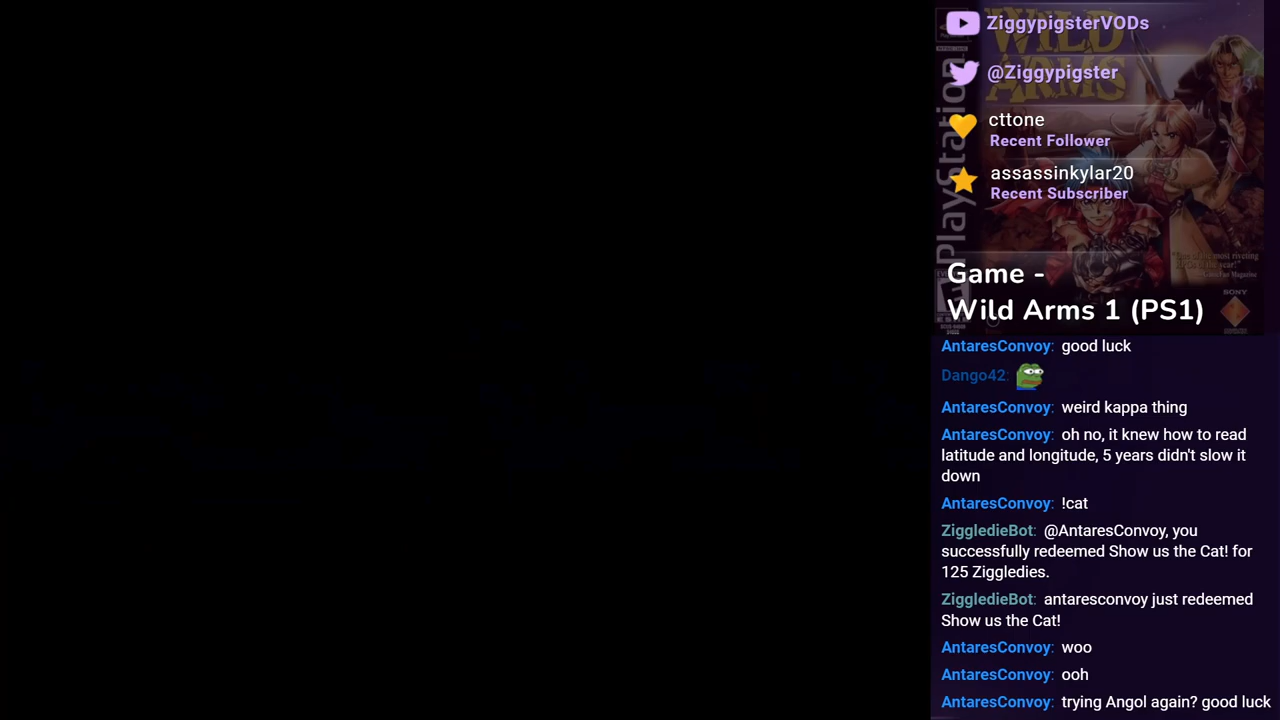 ZiggypigsterVODs
@Ziggypigster
cttone
Recent Follower
assassinkylar20
Recent Subscriber
WILD
ARMS
PlayStation
SONY
Game -
Wild Arms 1 (PS1)
AntaresConvoy: good luck
Dango42:
AntaresConvoy: weird kappa thing
AntaresConvoy: oh no, it knew how to read
latitude and longitude, 5 years didn't slow it
down
AntaresConvoy: !cat
ZiggledieBot: @AntaresConvoy, you
successfully redeemed Show us the Cat! for
125 Ziggledies.
ZiggledieBot: antaresconvoy just redeemed
Show us the Cat!
AntaresConvoy: woo
AntaresConvoy: ooh
AntaresConvoy: trying Angol again? good luck